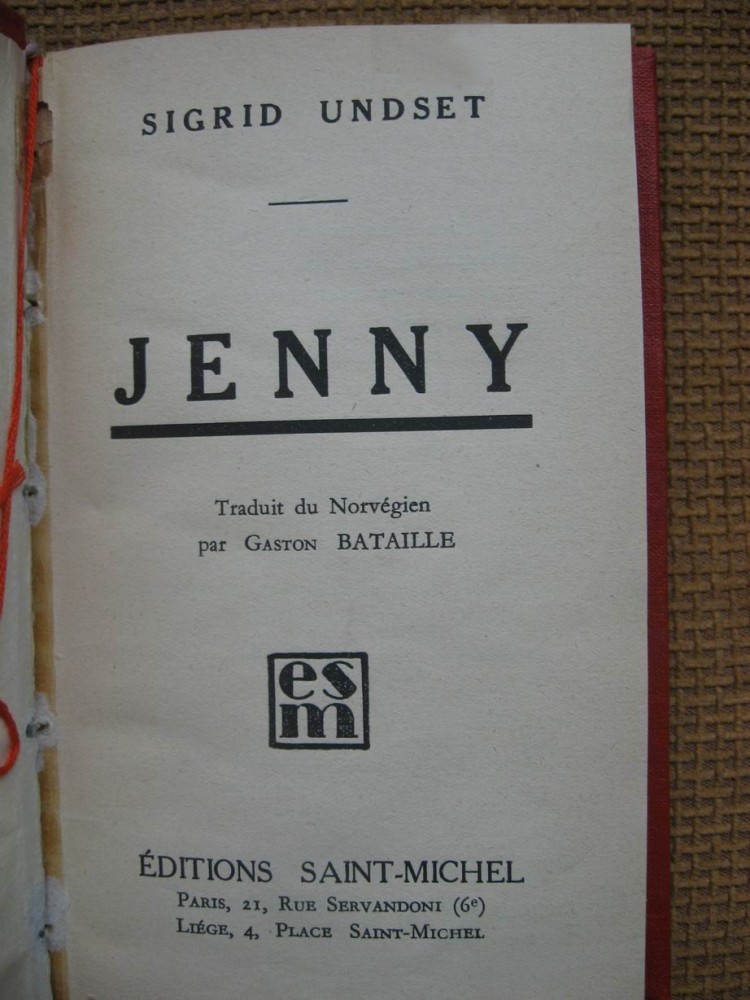 SIGRID UNDSET
JENNY
Traduit du Norvégien
par GASTON BATAILLE
es
m
ÉDITIONS SAINT-MICHEL
PARIS, 21, RUE SERVANDONI (6e)
LIÉGE, 4, PLACE SAINT-MICHEL